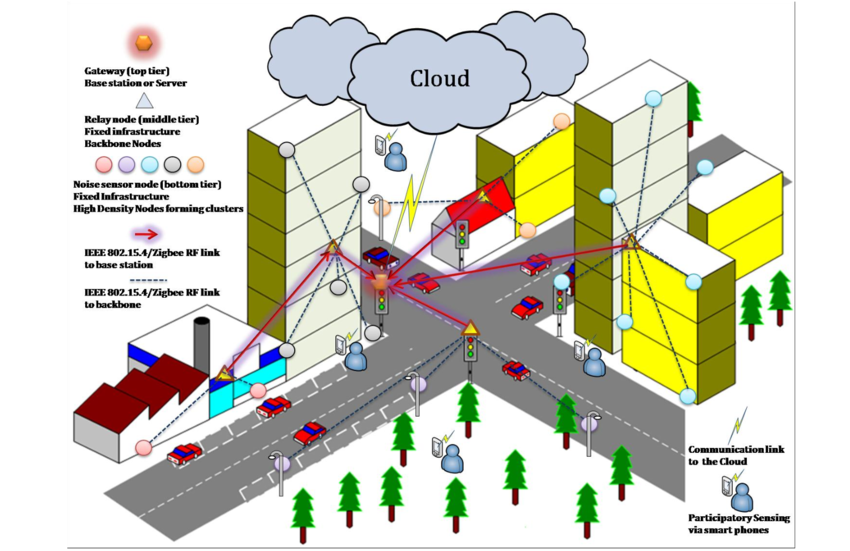 Gateway (top tier)
Base station or Server
Relay node (middle tier)
Fixed infrastructure
Backbone Nodes
Noise sensor node (bottom tier)
Fixed Infrastructure
High Density Nodes forming clusters
IEEE 802.15.4/Zigbee RF link
to base station
IEEE 802.15.4/Zigbee RF link
to backbone
Cloud
Communication link
to the Cloud
Participatory Sensing
via smart phones